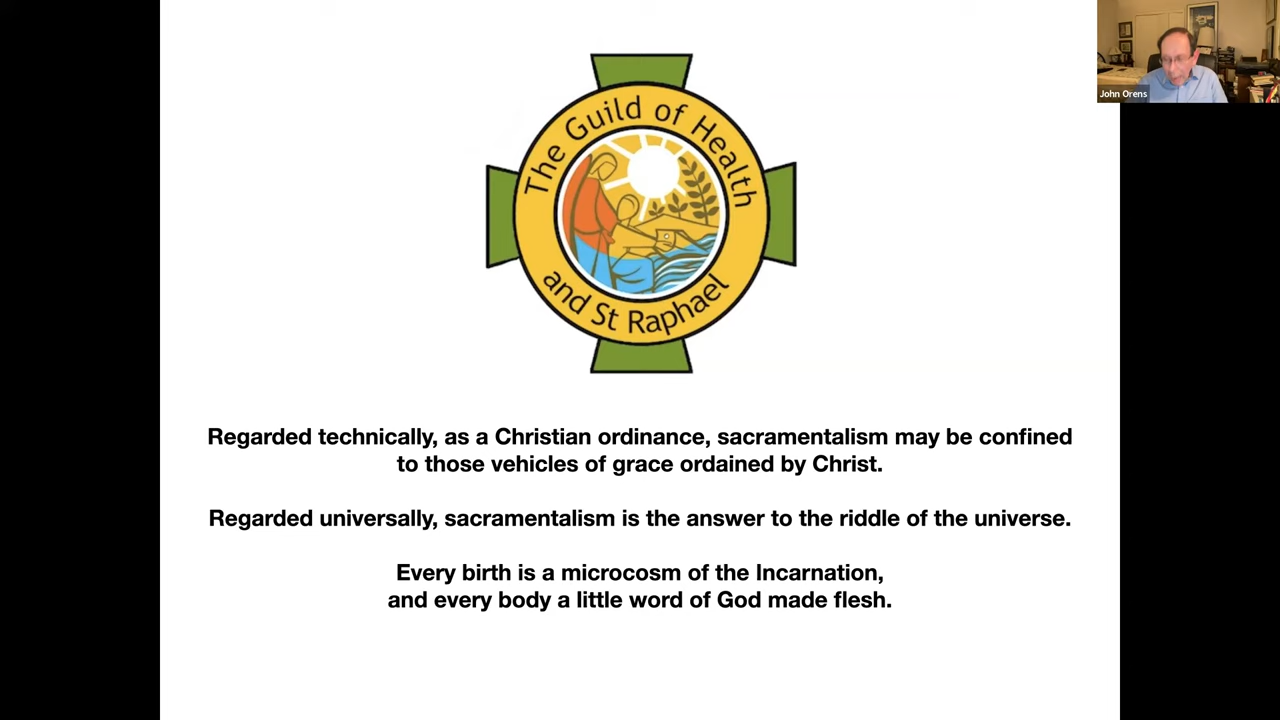 The Guild of Health
and St Raphael
John Orens
Regarded technically, as a Christian ordinance, sacramentalism may be confined
to those vehicles of grace ordained by Christ.
Regarded universally, sacramentalism is the answer to the riddle of the universe.
Every birth is a microcosm of the Incarnation,
and every body a little word of God made flesh.